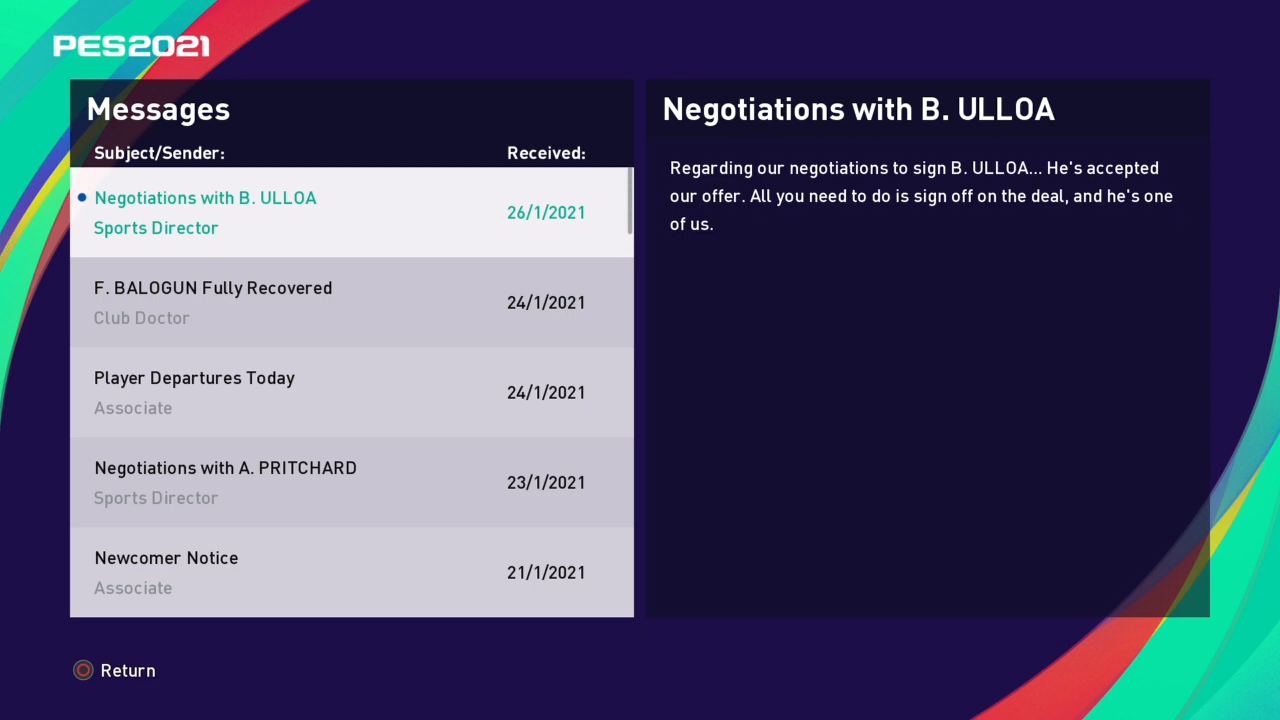 PES2021
Messages
Subject/Sender:
Received:
Negotiations with B. ULLOA
Sports Director
26/1/2021
F. BALOGUN Fully Recovered
Club Doctor
24/1/2021
Player Departures Today
Associate
24/1/2021
Negotiations with A. PRITCHARD
Sports Director
23/1/2021
Newcomer Notice
Associate
21/1/2021
Negotiations with B. ULLOA
Regarding our negotiations to sign B. ULLOA... He's accepted
our offer. All you need to do is sign off on the deal, and he's one
of us.
Return